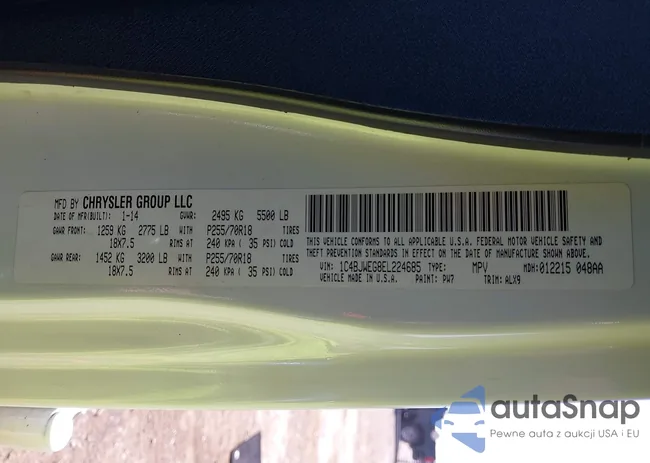 MFD BY CHRYSLER GROUP LLC
DATE OF MFR(BUILT): 1-14 GVWR: 2495 KG 5500 LB
GAWR FRONT: 1259 KG 2775 LB WITH P255/70R18 TIRES
18X7.5 RIMS AT 240 KPA ( 35 PSI) COLD
GAWR REAR: 1452 KG 3200 LB WITH P255/70R18 TIRES
18X7.5 RIMS AT 240 KPA ( 35 PSI) COLD
THIS VEHICLE CONFORMS TO ALL APPLICABLE U.S.A. FEDERAL MOTOR VEHICLE SAFETY AND
THEFT PREVENTION STANDARDS IN EFFECT ON THE DATE OF MANUFACTURE SHOWN ABOVE.
VIN: 1C4BJWEG8EL224685 TYPE: MPV MDH: 012215 048AA
VEHICLE MADE IN U.S.A. PAINT: PW7 TRIM: ALX9
autaSnap
Pewne auta z aukcji USA i EU